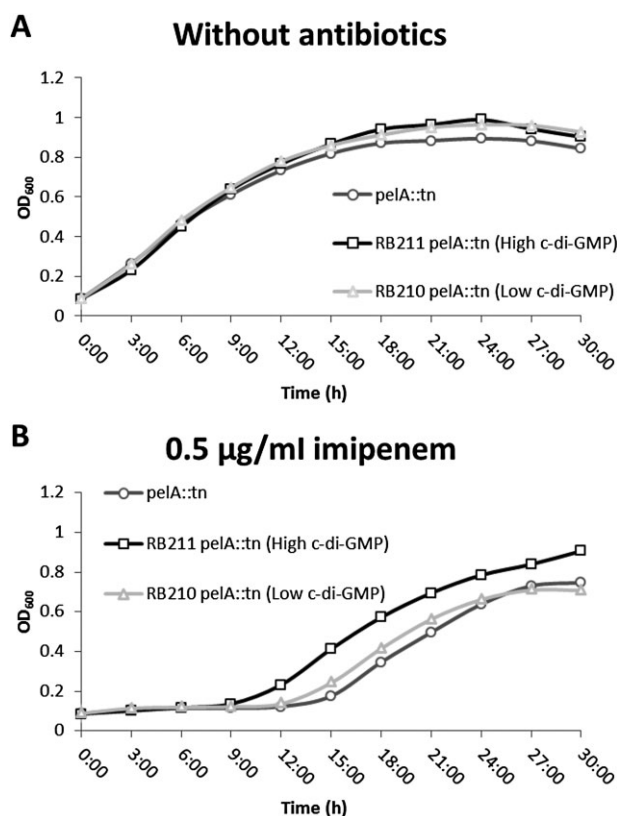 A
Without antibiotics
1.2
1
0.8
0.6
0.4
0.2
0
OD600
pelA::tn
RB211 pelA::tn (High c-di-GMP)
RB210 pelA::tn (Low c-di-GMP)
0:00
3:00
6:00
9:00
12:00
15:00
18:00
21:00
24:00
27:00
30:00
Time (h)
B
0.5 µg/ml imipenem
pelA::tn
RB211 pelA::tn (High c-di-GMP)
RB210 pelA::tn (Low c-di-GMP)
1.2
1
0.8
0.6
0.4
0.2
0
OD600
0:00
3:00
6:00
9:00
12:00
15:00
18:00
21:00
24:00
27:00
30:00
Time (h)